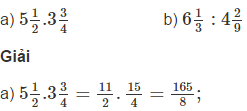 a) 5 1/2 . 3 3/4 b) 6 1/3 : 4 2/9
Giải
a) 5 1/2 . 3 3/4 = 11/2 . 15/4 = 165/8 ;